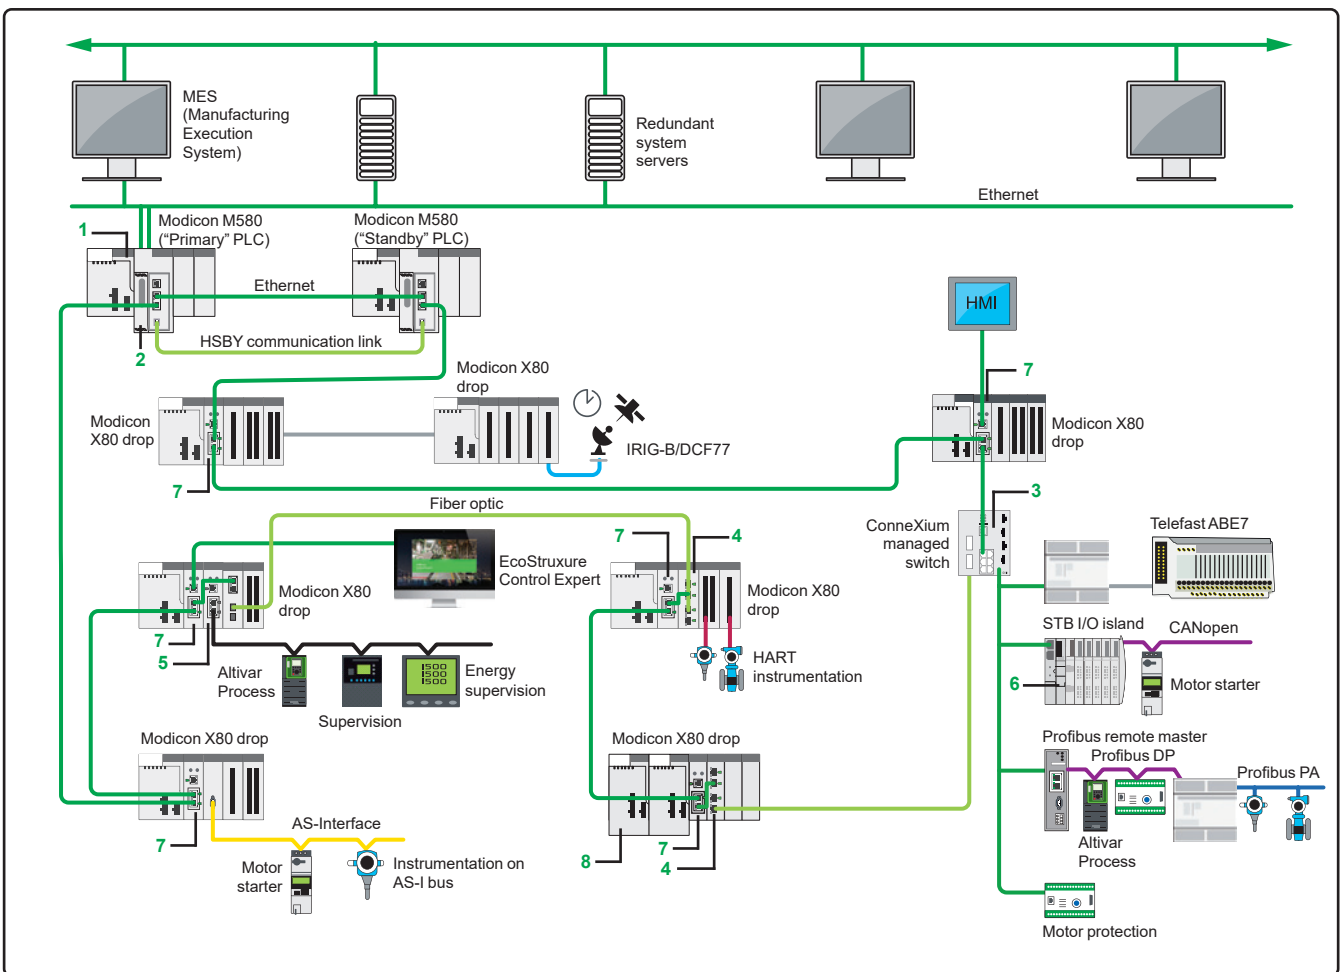 MES
(Manufacturing
Execution
System)
Redundant
system
servers
Ethernet
1
Modicon M580
("Primary" PLC)
Modicon M580
("Standby" PLC)
Ethernet
HSBY communication link
2
HMI
7
Modicon X80
drop
Modicon
X80 drop
7
IRIG-B/DCF77
Modicon X80
drop
Fiber optic
3
ConneXium
managed
switch
Telefast ABE7
EcoStruxure
Control Expert
Modicon X80
drop
7
5
7
4
Modicon X80
drop
HART
instrumentation
Altivar
Process
Supervision
1500
1500
1500
Energy
supervision
STB I/O island
CANopen
6
Motor starter
Modicon X80 drop
7
AS-Interface
Motor
starter
Instrumentation on
AS-I bus
Modicon X80 drop
8
7
4
Profibus remote master
Profibus DP
Profibus PA
Altivar
Process
Motor protection